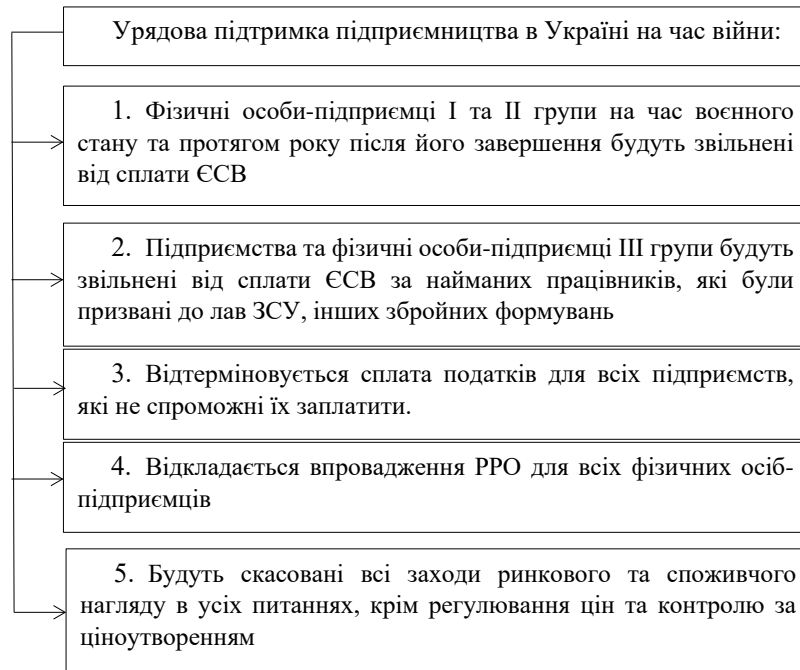 Урядова підтримка підприємництва в Україні на час війни:
1. Фізичні особи-підприємці І та ІІ групи на час воєнного
стану та протягом року після його завершення будуть звільнені
від сплати ЄСВ
2. Підприємства та фізичні особи-підприємці ІІІ групи будуть
звільнені від сплати ЄСВ за найманих працівників, які були
призвані до лав ЗСУ, інших збройних формувань
3. Відтерміновується сплата податків для всіх підприємств,
які не спроможні їх заплатити.
4. Відкладається впровадження РРО для всіх фізичних осіб-
підприємців
5. Будуть скасовані всі заходи ринкового та споживчого
нагляду в усіх питаннях, крім регулювання цін та контролю за
ціноутворенням